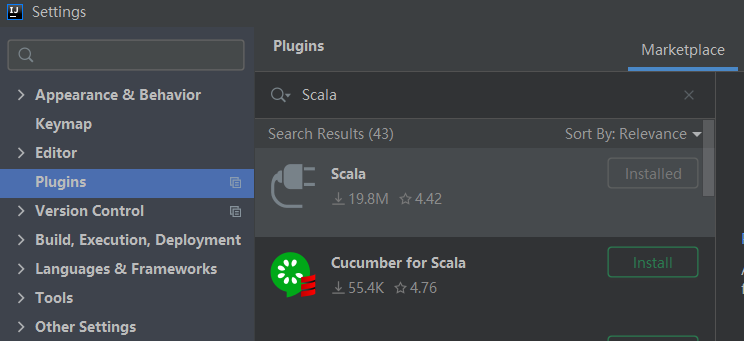 IJ
Settings
Plugins
Marketplace
Appearance & Behavior
Keymap
Editor
Plugins
Version Control
Build, Execution, Deployment
Languages & Frameworks
Tools
Other Settings
Scala
Search Results (43)
Sort By: Relevance
Scala
Installed
19.8M
4.42
Cucumber for Scala
Install
55.4K
4.76